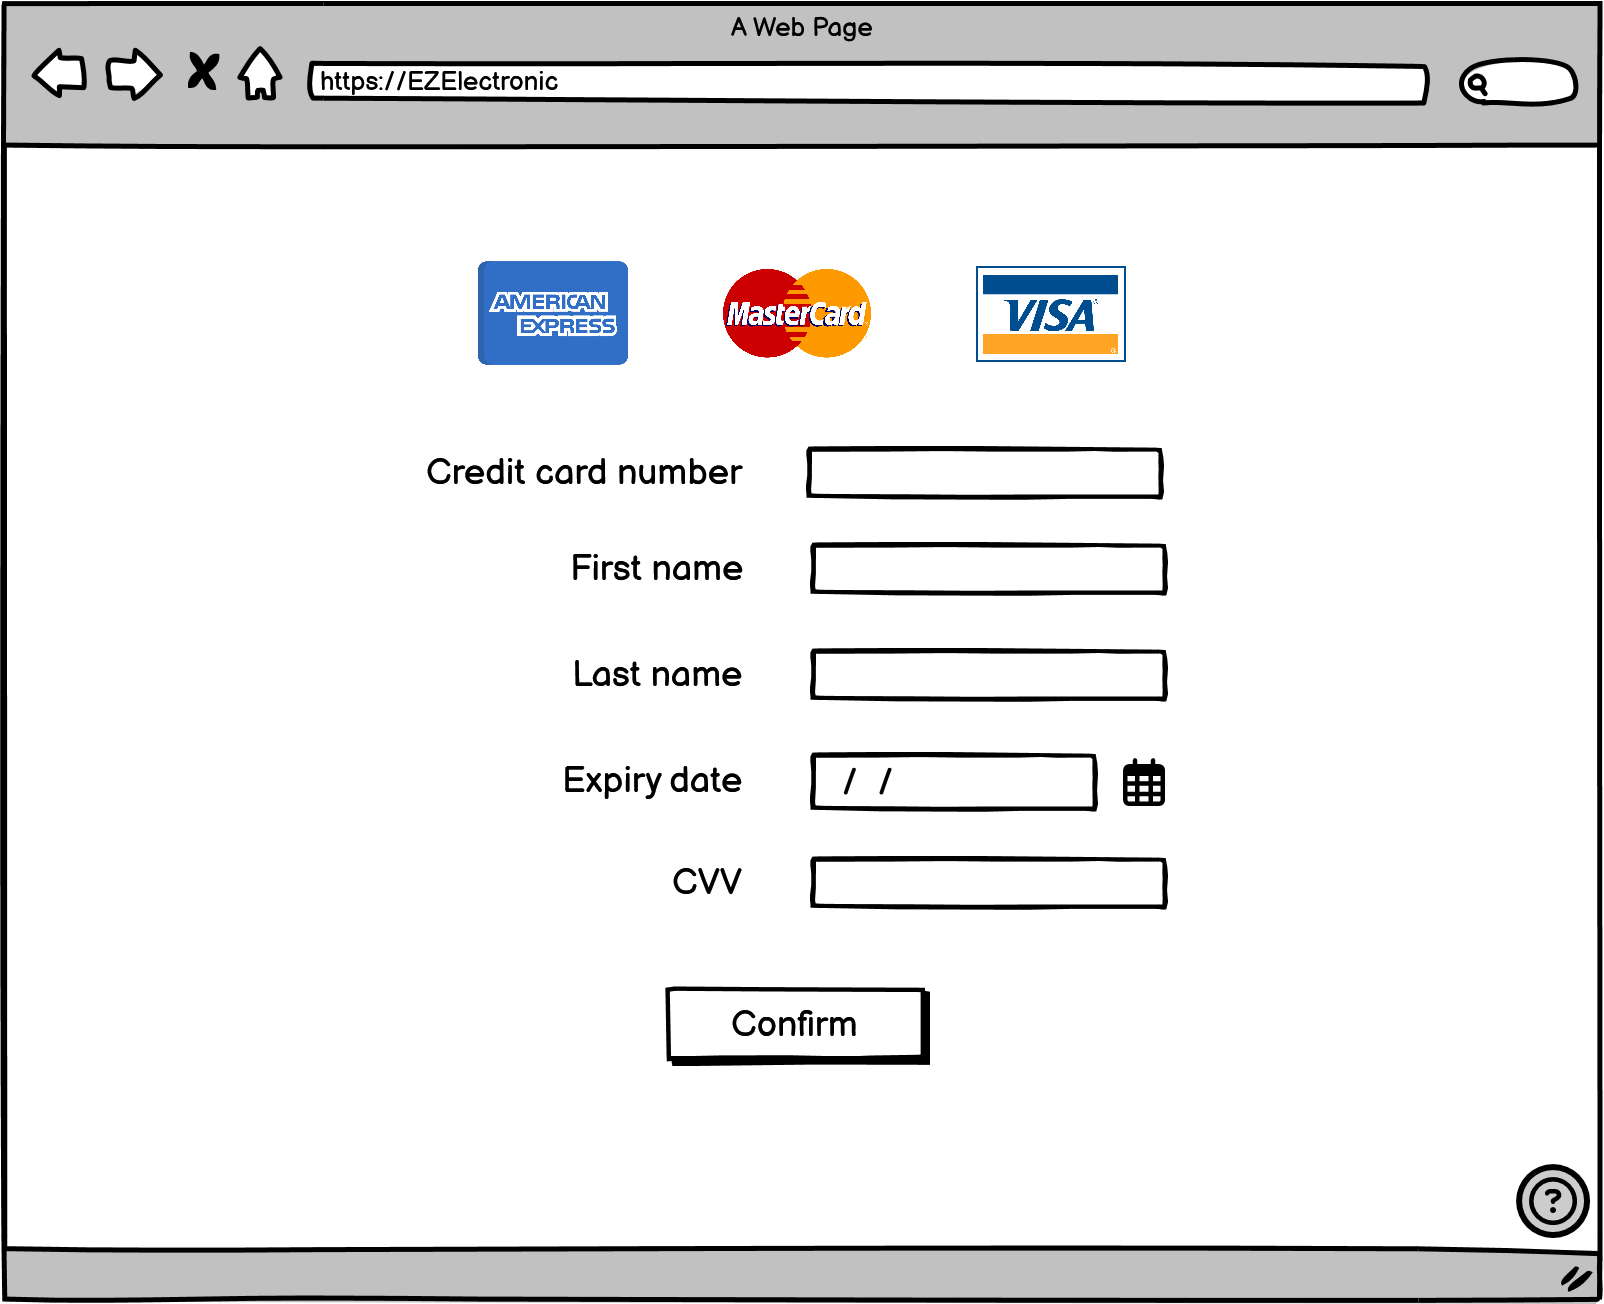 A Web Page
https://EZElectronic
AMERICAN
EXPRESS
MasterCard
VISA
Credit card number
First name
Last name
Expiry date
/ /
CVV
Confirm
?